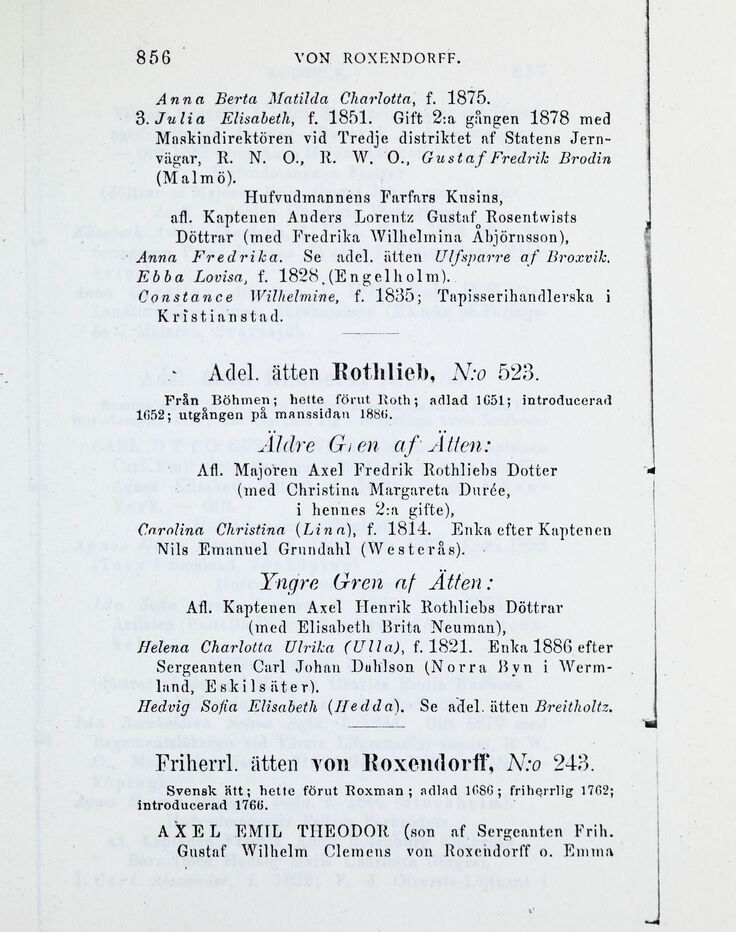 856 VON ROXENDORFF.
Anna Berta Matilda Charlotta, f. 1875.
3. Julia Elisabeth, f. 1851. Gift 2:a gången 1878 med
Maskindirektören vid Tredje distriktet af Statens Jern-
vägar, R. N. O., R. W. O., Gustaf Fredrik Brodin
(Malmö).
Hufvudmannens Farfars Kusins,
afl. Kaptenen Anders Lorentz Gustaf Rosentwists
Döttrar (med Fredrika Wilhelmina Åbjörnsson),
Anna Fredrika. Se adel. ätten Ulfsparre af Broxvik.
Ebba Lovisa, f. 1828 (Engelholm).
Constance Wilhelmine, f. 1835; Tapisserihandlerska i
Kristianstad.
Adel. ätten Rothlieb, N:o 523.
Från Böhmen; hette förut Roth; adlad 1651; introducerad
1652; utgången på manssidan 1886.
Äldre Gren af Ätten:
Afl. Majoren Axel Fredrik Rothliebs Dotter
(med Christina Margareta Durée,
i hennes 2:a gifte),
Carolina Christina (Lina), f. 1814. Enka efter Kaptenen
Nils Emanuel Grundahl (Westerås).
Yngre Gren af Ätten:
Afl. Kaptenen Axel Henrik Rothliebs Döttrar
(med Elisabeth Brita Neuman),
Helena Charlotta Ulrika (Ulla), f. 1821. Enka 1886 efter
Sergeanten Carl Johan Dahlson (Norra Byn i Werm-
land, Eskilsäter).
Hedvig Sofia Elisabeth (Hedda). Se adel. ätten Breitholtz.
Friherrl. ätten von Roxendorff, N:o 243.
Svensk ätt; hette förut Roxman; adlad 1686; friherrlig 1762;
introducerad 1766.
AXEL EMIL THEODOR (son af Sergeanten Frih.
Gustaf Wilhelm Clemens von Roxendorff o. Emma